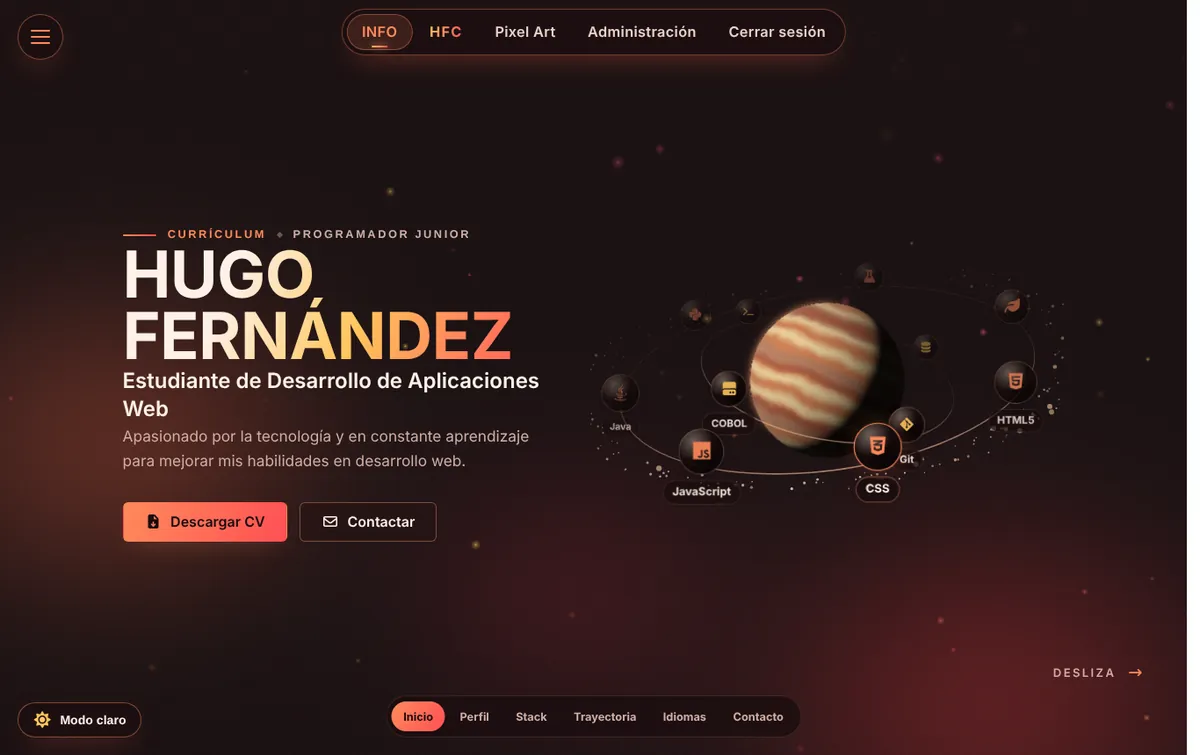 INFO
HFC
Pixel Art
Administración
Cerrar sesión
CURRÍCULUM ◆ PROGRAMADOR JUNIOR
HUGO
FERNÁNDEZ
Estudiante de Desarrollo de Aplicaciones
Web
Apasionado por la tecnología y en constante aprendizaje
para mejorar mis habilidades en desarrollo web.
Descargar CV
Contactar
Java
COBOL
HTML5
JS
JavaScript
Git
CSS
DESLIZA →
Modo claro
Inicio
Perfil
Stack
Trayectoria
Idiomas
Contacto